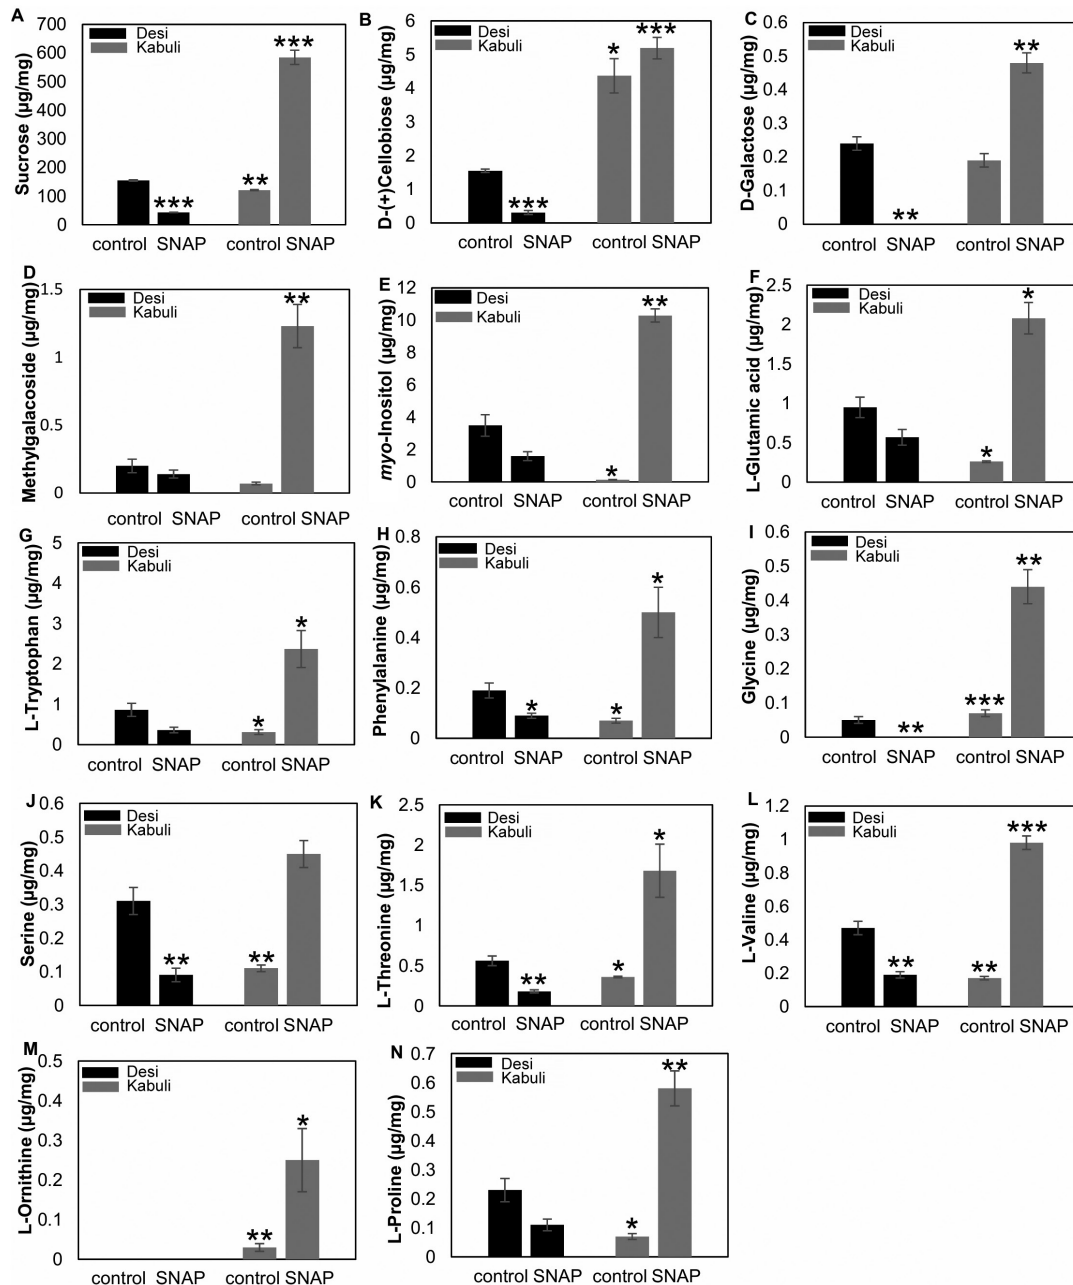 A
Sucrose (µg/mg)
700
600
500
400
300
200
100
0
Desi
Kabuli
***
**
***
control SNAP
control SNAP
B
D-(+)Cellobiose (µg/mg)
6
5
4
3
2
1
0
Desi
Kabuli
***
*
***
control SNAP
control SNAP
C
D-Galactose (µg/mg)
0.6
0.5
0.4
0.3
0.2
0.1
0
Desi
Kabuli
**
**
control SNAP
control SNAP
D
Methylgalacoside (µg/mg)
1.5
1
0.5
0
Desi
Kabuli
**
control SNAP
control SNAP
E
myo-Inositol (µg/mg)
12
10
8
6
4
2
0
Desi
Kabuli
*
**
control SNAP
control SNAP
F
L-Glutamic acid (µg/mg)
2.5
2
1.5
1
0.5
0
Desi
Kabuli
*
*
control SNAP
control SNAP
G
L-Tryptophan (µg/mg)
5
4
3
2
1
0
Desi
Kabuli
*
*
control SNAP
control SNAP
H
Phenylalanine (µg/mg)
0.8
0.6
0.4
0.2
0
Desi
Kabuli
*
*
*
control SNAP
control SNAP
I
Glycine (µg/mg)
0.6
0.5
0.4
0.3
0.2
0.1
0
Desi
Kabuli
**
***
**
control SNAP
control SNAP
J
Serine (µg/mg)
0.6
0.5
0.4
0.3
0.2
0.1
0
Desi
Kabuli
**
**
control SNAP
control SNAP
K
L-Threonine (µg/mg)
2.5
2
1.5
1
0.5
0
Desi
Kabuli
**
*
*
control SNAP
control SNAP
L
L-Valine (µg/mg)
1.2
1
0.8
0.6
0.4
0.2
0
Desi
Kabuli
**
**
***
control SNAP
control SNAP
M
L-Ornithine (µg/mg)
0.5
0.4
0.3
0.2
0.1
0
Desi
Kabuli
**
*
control SNAP
control SNAP
N
L-Proline (µg/mg)
0.7
0.6
0.5
0.4
0.3
0.2
0.1
0
Desi
Kabuli
*
**
control SNAP
control SNAP